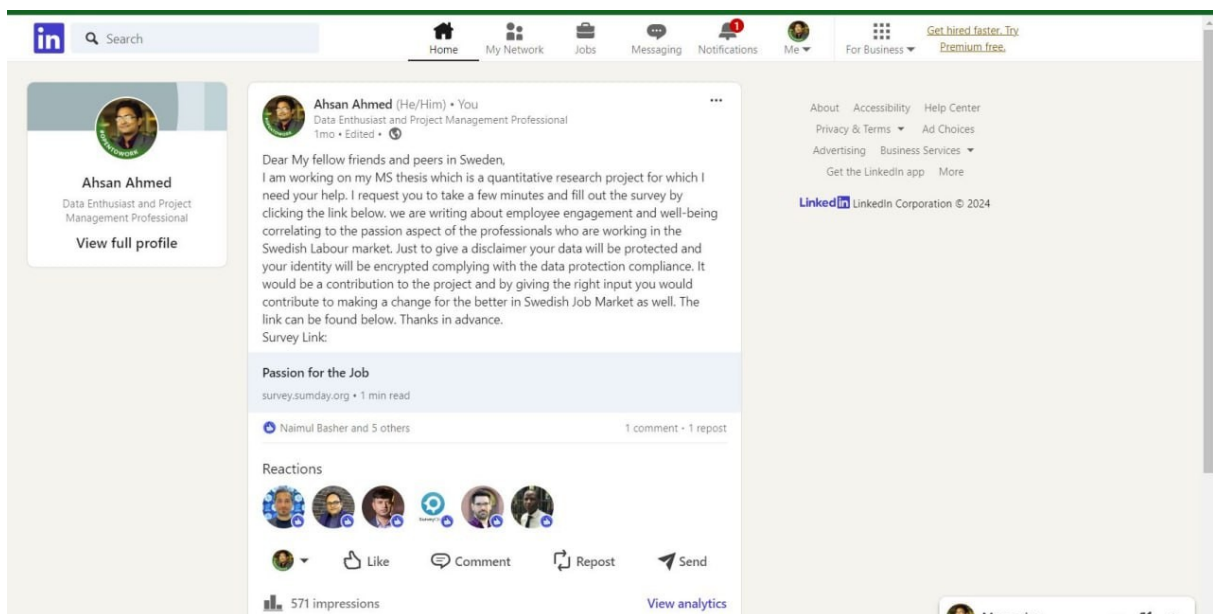 in
Search
Home
My Network
Jobs
Messaging
1
Notifications
Me
For Business
Get hired faster. Try
Premium free.
#OPENTOWORK
Ahsan Ahmed
Data Enthusiast and Project
Management Professional
View full profile
Ahsan Ahmed (He/Him) • You
Data Enthusiast and Project Management Professional
1mo • Edited •
Dear My fellow friends and peers in Sweden,
I am working on my MS thesis which is a quantitative research project for which I
need your help. I request you to take a few minutes and fill out the survey by
clicking the link below. we are writing about employee engagement and well-being
correlating to the passion aspect of the professionals who are working in the
Swedish Labour market. Just to give a disclaimer your data will be protected and
your identity will be encrypted complying with the data protection compliance. It
would be a contribution to the project and by giving the right input you would
contribute to making a change for the better in Swedish Job Market as well. The
link can be found below. Thanks in advance.
Survey Link:
Passion for the Job
survey.sumday.org • 1 min read
Naimul Basher and 5 others
1 comment • 1 repost
Reactions
Like
Comment
Repost
Send
571 impressions
View analytics
About Accessibility Help Center
Privacy & Terms Ad Choices
Advertising Business Services
Get the LinkedIn app More
LinkedIn LinkedIn Corporation © 2024